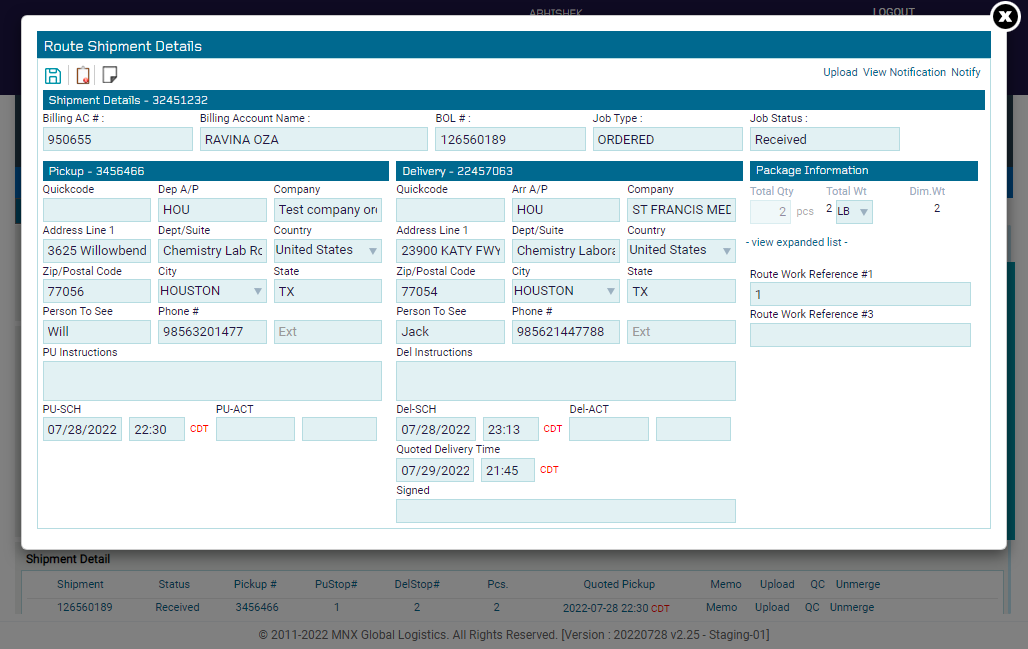 ABHISHEK LOGOUT
Route Shipment Details
Upload View Notification Notify
Shipment Details - 32451232
Billing AC # : Billing Account Name : BOL # : Job Type : Job Status :
950655 RAVINA OZA 126560189 ORDERED Received
Pickup - 3456466 Delivery - 22457063 Package Information
Quickcode Dep A/P Company Quickcode Arr A/P Company Total Qty Total Wt Dim.Wt
HOU Test company or HOU ST FRANCIS MED 2 pcs 2 LB 2
Address Line 1 Dept/Suite Country Address Line 1 Dept/Suite Country
3625 Willowbend Chemistry Lab Ro United States 23900 KATY FWY Chemistry Labora United States - view expanded list -
Zip/Postal Code City State Zip/Postal Code City State Route Work Reference #1
77056 HOUSTON TX 77054 HOUSTON TX 1
Person To See Phone # Person To See Phone # Route Work Reference #3
Will 98563201477 Ext Jack 985621447788 Ext
PU Instructions Del Instructions
PU-SCH PU-ACT Del-SCH Del-ACT
07/28/2022 22:30 CDT 07/28/2022 23:13 CDT
Quoted Delivery Time
07/29/2022 21:45 CDT
Signed
Shipment Detail
Shipment Status Pickup # PuStop# DelStop# Pcs. Quoted Pickup Memo Upload QC Unmerge
126560189 Received 3456466 1 2 2 2022-07-28 22:30 CDT Memo Upload QC Unmerge
© 2011-2022 MNX Global Logistics. All Rights Reserved. [Version : 20220728 v2.25 - Staging-01]